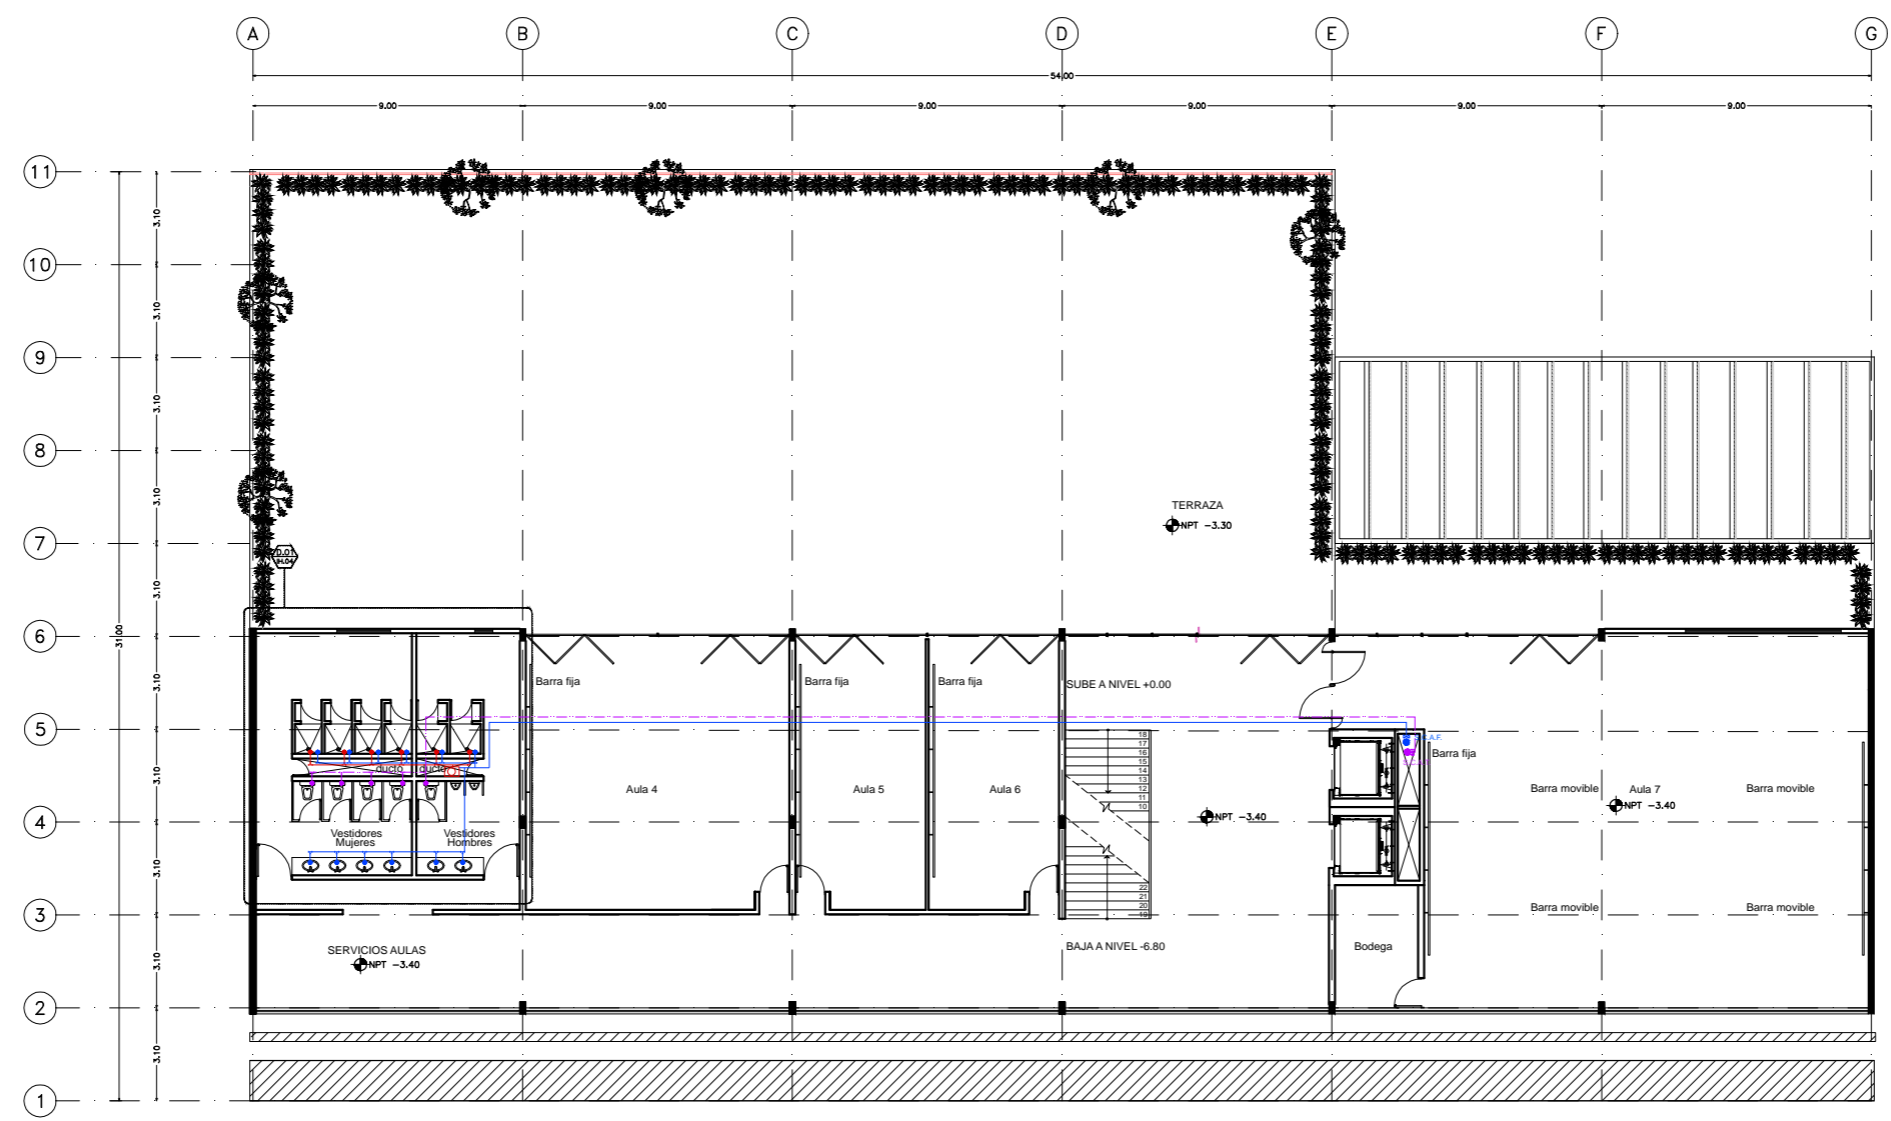 A B C D E F G
54.00
9.00 9.00 9.00 9.00 9.00 9.00
11
10
9
8
7
6
5
4
3
2
1
31.00
3.10
3.10
3.10
3.10
3.10
3.10
3.10
3.10
3.10
3.10
TERRAZA
NPT -3.30
D.01
IH.04
Barra fija
Barra fija
Barra fija
SUBE A NIVEL +0.00
18
17
16
15
14
13
12
11
10
ducto ducto
Aula 4
Aula 5
Aula 6
NPT -3.40
Barra fija
Barra movible
Aula 7
NPT -3.40
Barra movible
Vestidores
Mujeres
Vestidores
Hombres
22
21
20
19
Barra movible
Barra movible
SERVICIOS AULAS
NPT -3.40
BAJA A NIVEL -6.80
Bodega